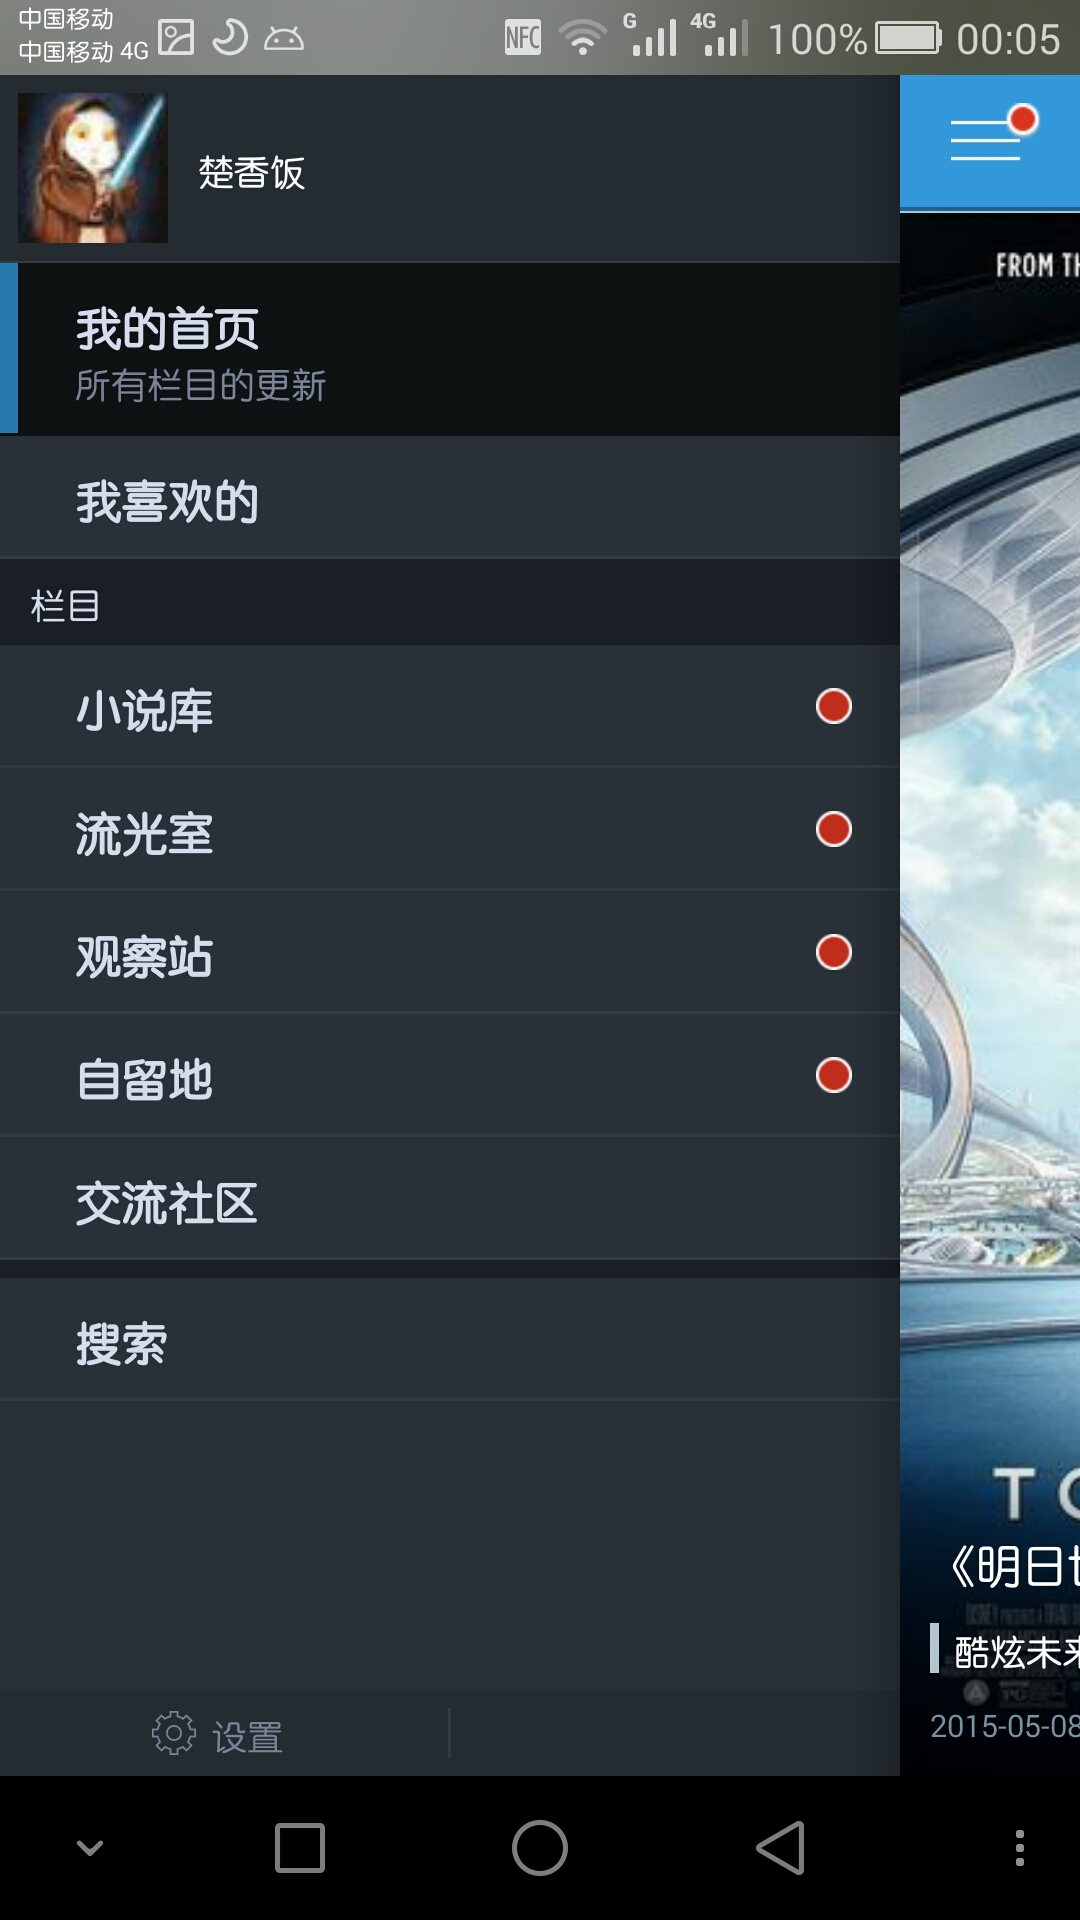 中国移动
中国移动 4G
NFC
G
4G
100%
00:05
楚香饭
我的首页
所有栏目的更新
我喜欢的
栏目
小说库
流光室
观察站
自留地
交流社区
搜索
设置
FROM TH
T
《明日
酷炫未来
2015-05-08